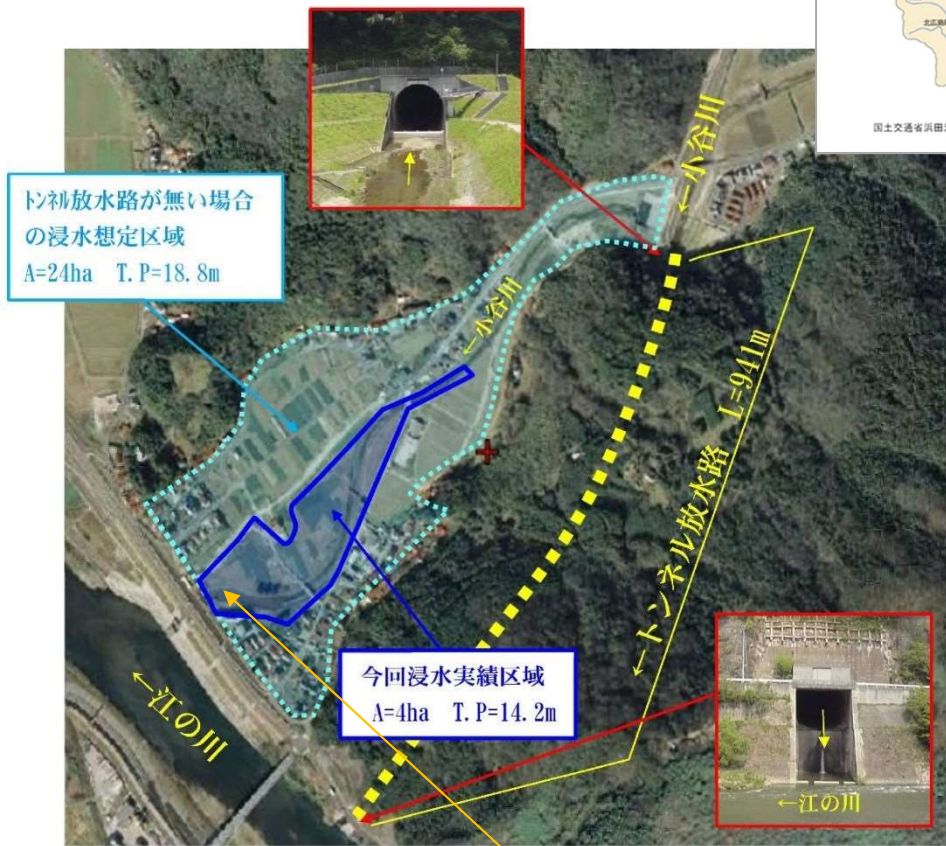 国土交通省浜田
←小谷川
トンネル放水路が無い場合
の浸水想定区域
A=24ha T.P=18.8m
←小谷川
←トンネル放水路 L=941m
今回浸水実績区域
A=4ha T.P=14.2m
←江の川
←江の川